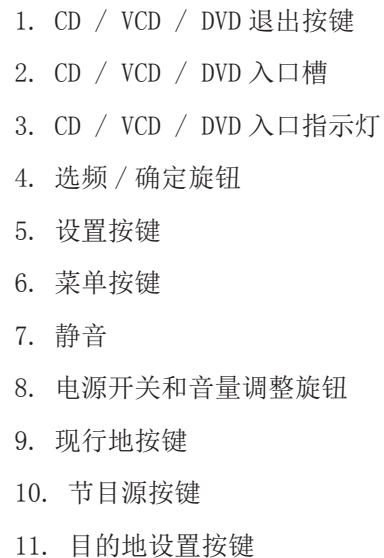 1. CD / VCD / DVD 退出按键
2. CD / VCD / DVD 入口槽
3. CD / VCD / DVD 入口指示灯
4. 选频 / 确定旋钮
5. 设置按键
6. 菜单按键
7. 静音
8. 电源开关和音量调整旋钮
9. 现行地按键
10. 节目源按键
11. 目的地设置按键